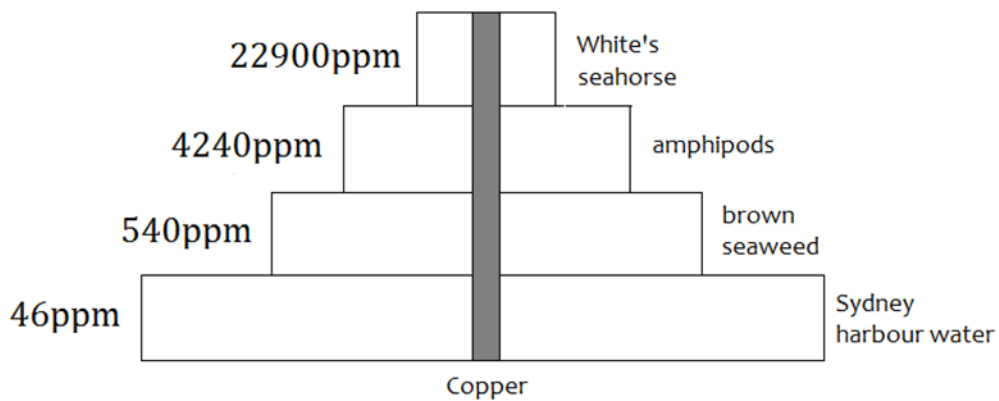 22900ppm
White's
seahorse
4240ppm
amphipods
540ppm
brown
seaweed
46ppm
Sydney
harbour water
Copper